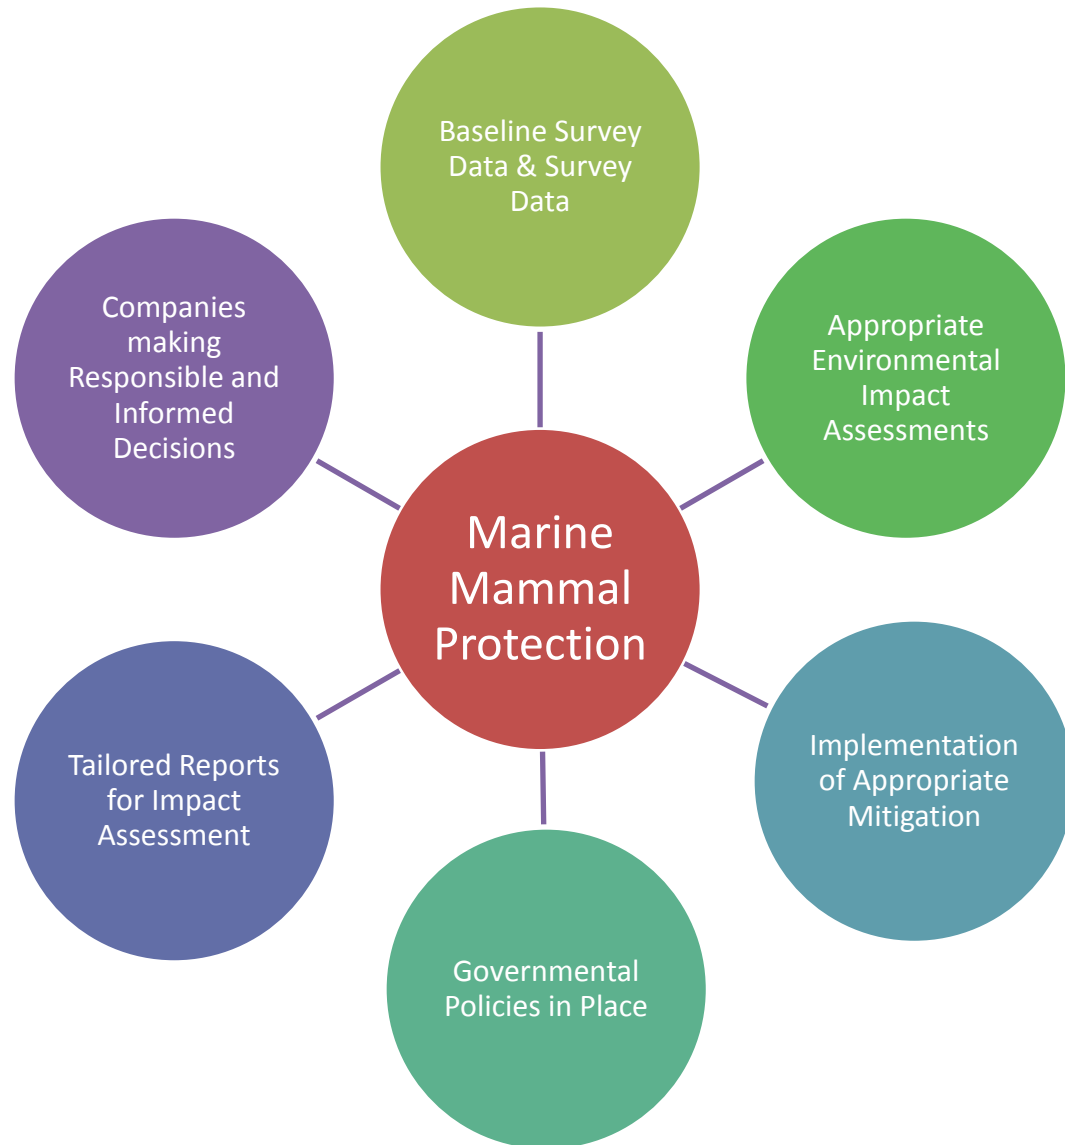 Baseline Survey
Data & Survey
Data
Appropriate
Environmental
Impact
Assessments
Implementation
of Appropriate
Mitigation
Governmental
Policies in Place
Tailored Reports
for Impact
Assessment
Companies
making
Responsible and
Informed
Decisions
Marine
Mammal
Protection